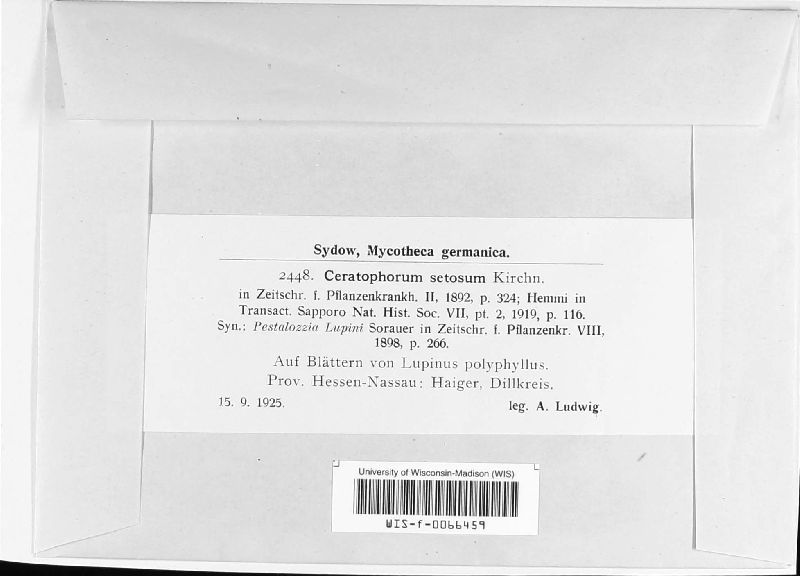 Sydow, Mycotheca germanica.
2448. Ceratophorum setosum Kirchn.
in Zeitschr. f. Pflanzenkrankh. II, 1892, p. 324; Hemmi in
Transact. Sapporo Nat. Hist. Soc. VII, pt. 2, 1919, p. 116.
Syn.: Pestalozzia Lupini Sorauer in Zeitschr. f. Pflanzenkr. VIII,
1898, p. 266.
Auf Blättern von Lupinus polyphyllus.
Prov. Hessen-Nassau: Haiger, Dillkreis.
15. 9. 1925. leg. A. Ludwig.
University of Wisconsin-Madison (WIS)
WIS-f-0066459